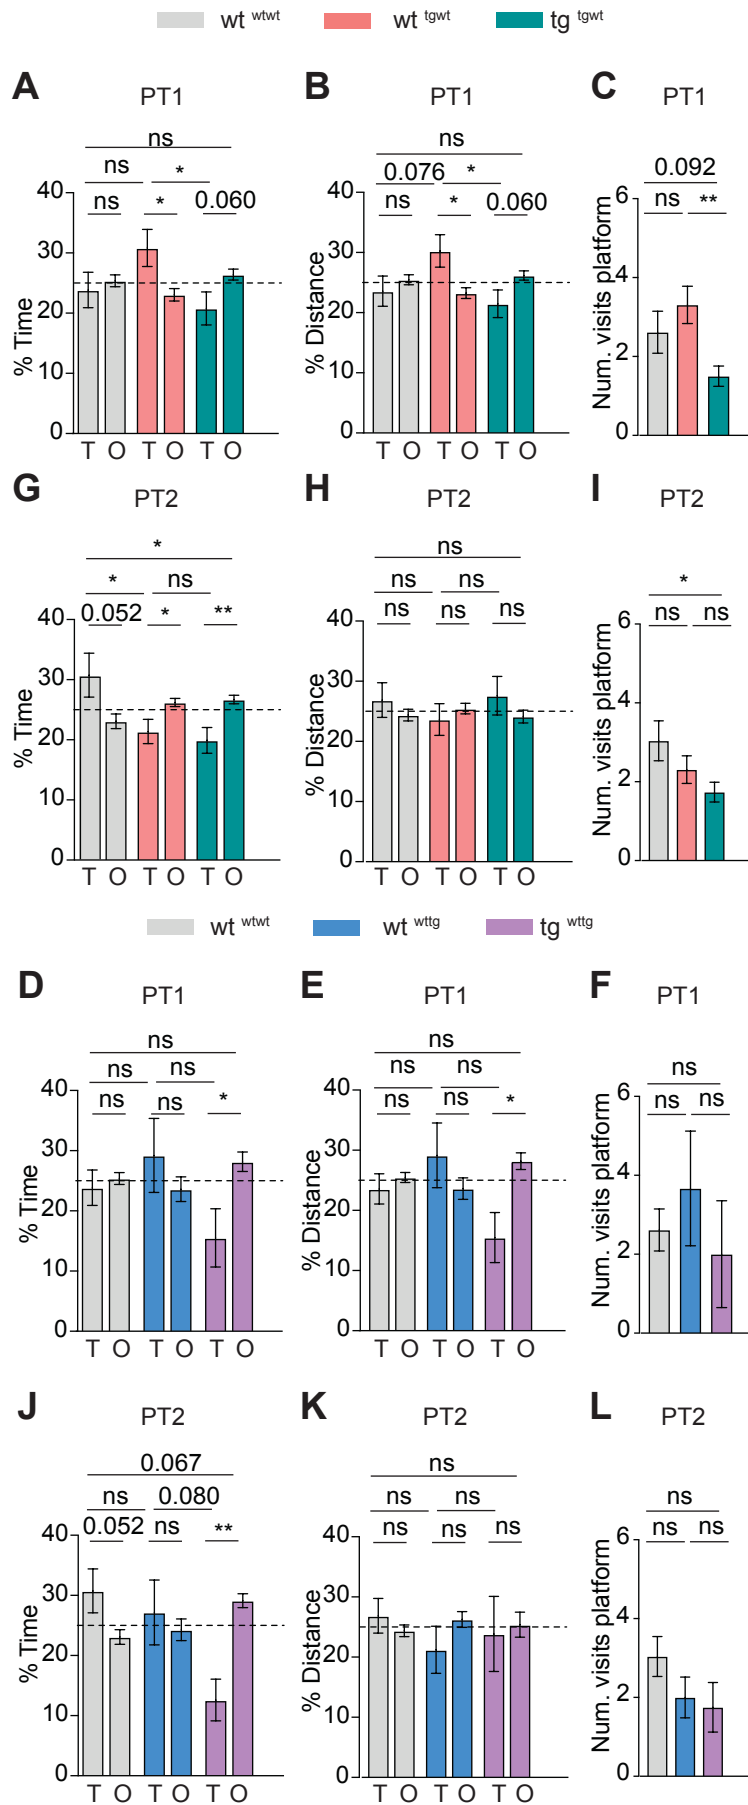 wt wtwt wt tgwt tg tgwt
A B C
PT1 PT1 PT1
ns ns
ns * 0.076 * 0.092
ns * 0.060 ns * 0.060 ns **
40 40 6
30 30 4
20 20 2
10 10
0 0 0
% Time % Distance Num. visits platform
T O T O T O T O T O T O
G H I
PT2 PT2 PT2
* ns
* ns ns ns *
0.052 * ** ns ns ns ns ns
40 40 6
30 30 4
20 20 2
10 10
0 0 0
% Time % Distance Num. visits platform
T O T O T O T O T O T O
wt wtwt wt wttg tg wttg
D E F
PT1 PT1 PT1
ns ns
ns ns ns ns ns
ns ns * ns ns * ns ns
40 40 6
30 30 4
20 20 2
10 10
0 0 0
% Time % Distance Num. visits platform
T O T O T O T O T O T O
J K L
PT2 PT2 PT2
0.067 ns
ns 0.080 ns ns ns
0.052 ns ** ns ns ns ns ns
40 40 6
30 30 4
20 20 2
10 10
0 0 0
% Time % Distance Num. visits platform
T O T O T O T O T O T O